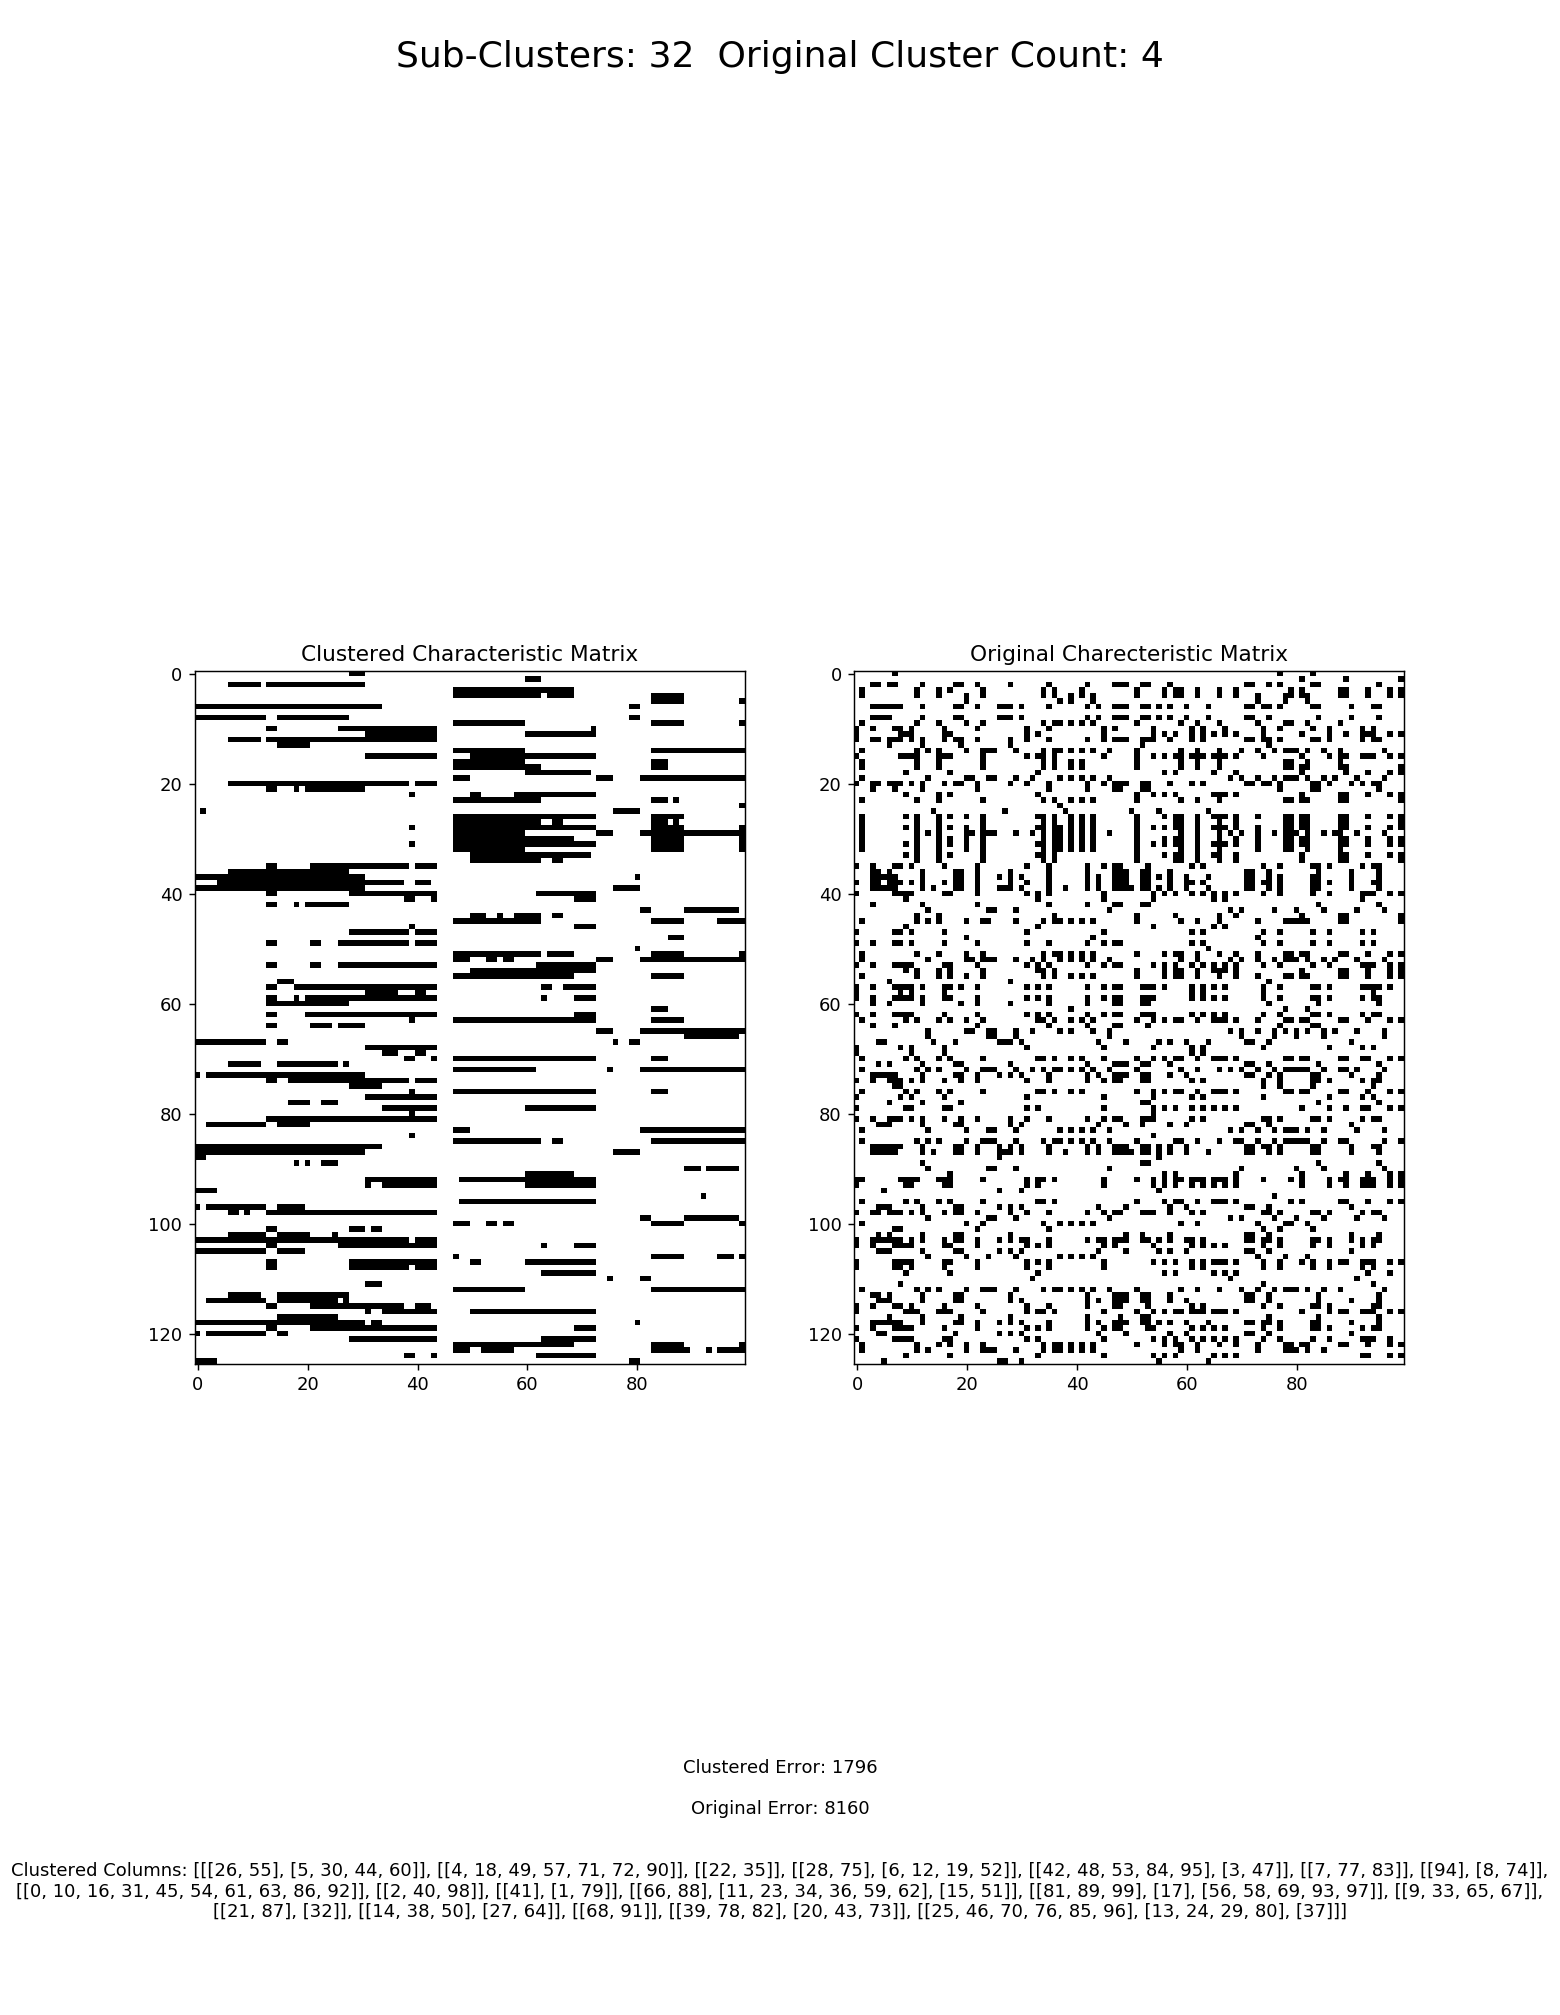 Sub-Clusters: 32  Original Cluster Count: 4
Clustered Characteristic Matrix
0
20
40
60
80
100
120
0 20 40 60 80
Original Charecteristic Matrix
0
20
40
60
80
100
120
0 20 40 60 80
Clustered Error: 1796
Original Error: 8160
Clustered Columns: [[[26, 55], [5, 30, 44, 60]], [[4, 18, 49, 57, 71, 72, 90]], [[22, 35]], [[28, 75], [6, 12, 19, 52]], [[42, 48, 53, 84, 95], [3, 47]], [[7, 77, 83]], [[94], [8, 74]],
[[0, 10, 16, 31, 45, 54, 61, 63, 86, 92]], [[2, 40, 98]], [[41], [1, 79]], [[66, 88], [11, 23, 34, 36, 59, 62], [15, 51]], [[81, 89, 99], [17], [56, 58, 69, 93, 97]], [[9, 33, 65, 67]],
[[21, 87], [32]], [[14, 38, 50], [27, 64]], [[68, 91]], [[39, 78, 82], [20, 43, 73]], [[25, 46, 70, 76, 85, 96], [13, 24, 29, 80], [37]]]